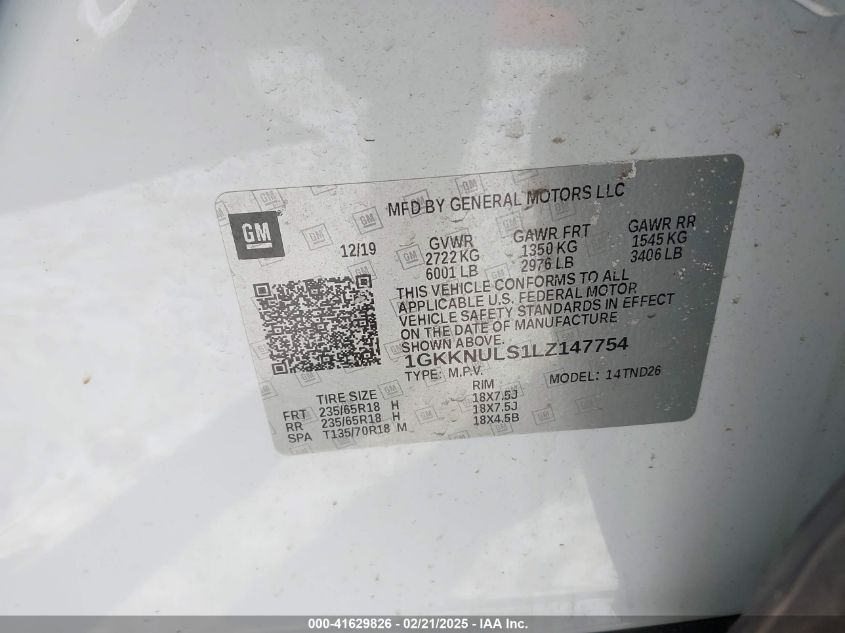 MFD BY GENERAL MOTORS LLC
GM
12/19
GVWR GAWR FRT GAWR RR
2722 KG 1350 KG 1545 KG
6001 LB 2976 LB 3406 LB
THIS VEHICLE CONFORMS TO ALL
APPLICABLE U.S. FEDERAL MOTOR
VEHICLE SAFETY STANDARDS IN EFFECT
ON THE DATE OF MANUFACTURE
SHOWN ABOVE.
1GKKNULS1LZ147754
TYPE: M.P.V. MODEL: 14TND26
TIRE SIZE RIM
FRT 235/65R18 H 18X7.5J
RR 235/65R18 H 18X7.5J
SPA T135/70R18 M 18X4.5B
000-41629826 / 02/21/2025 - IAA Inc.